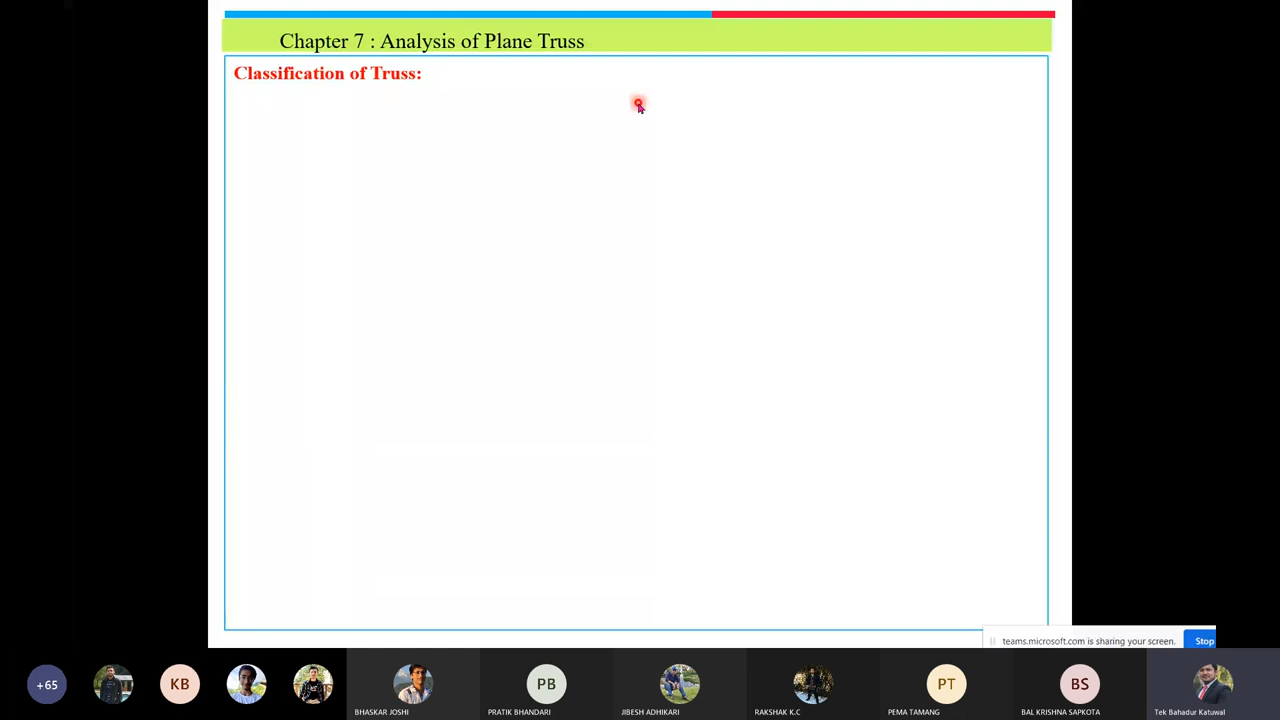 Chapter 7 : Analysis of Plane Truss
Classification of Truss:
teams.microsoft.com is sharing your screen.
Stop
+65
KB
PB
PT
BS
BHASKAR JOSHI
PRATIK BHANDARI
JIBESH ADHIKARI
RAKSHAK K.C
PEMA TAMANG
BAL KRISHNA SAPKOTA
Tek Bahadur Katuwal